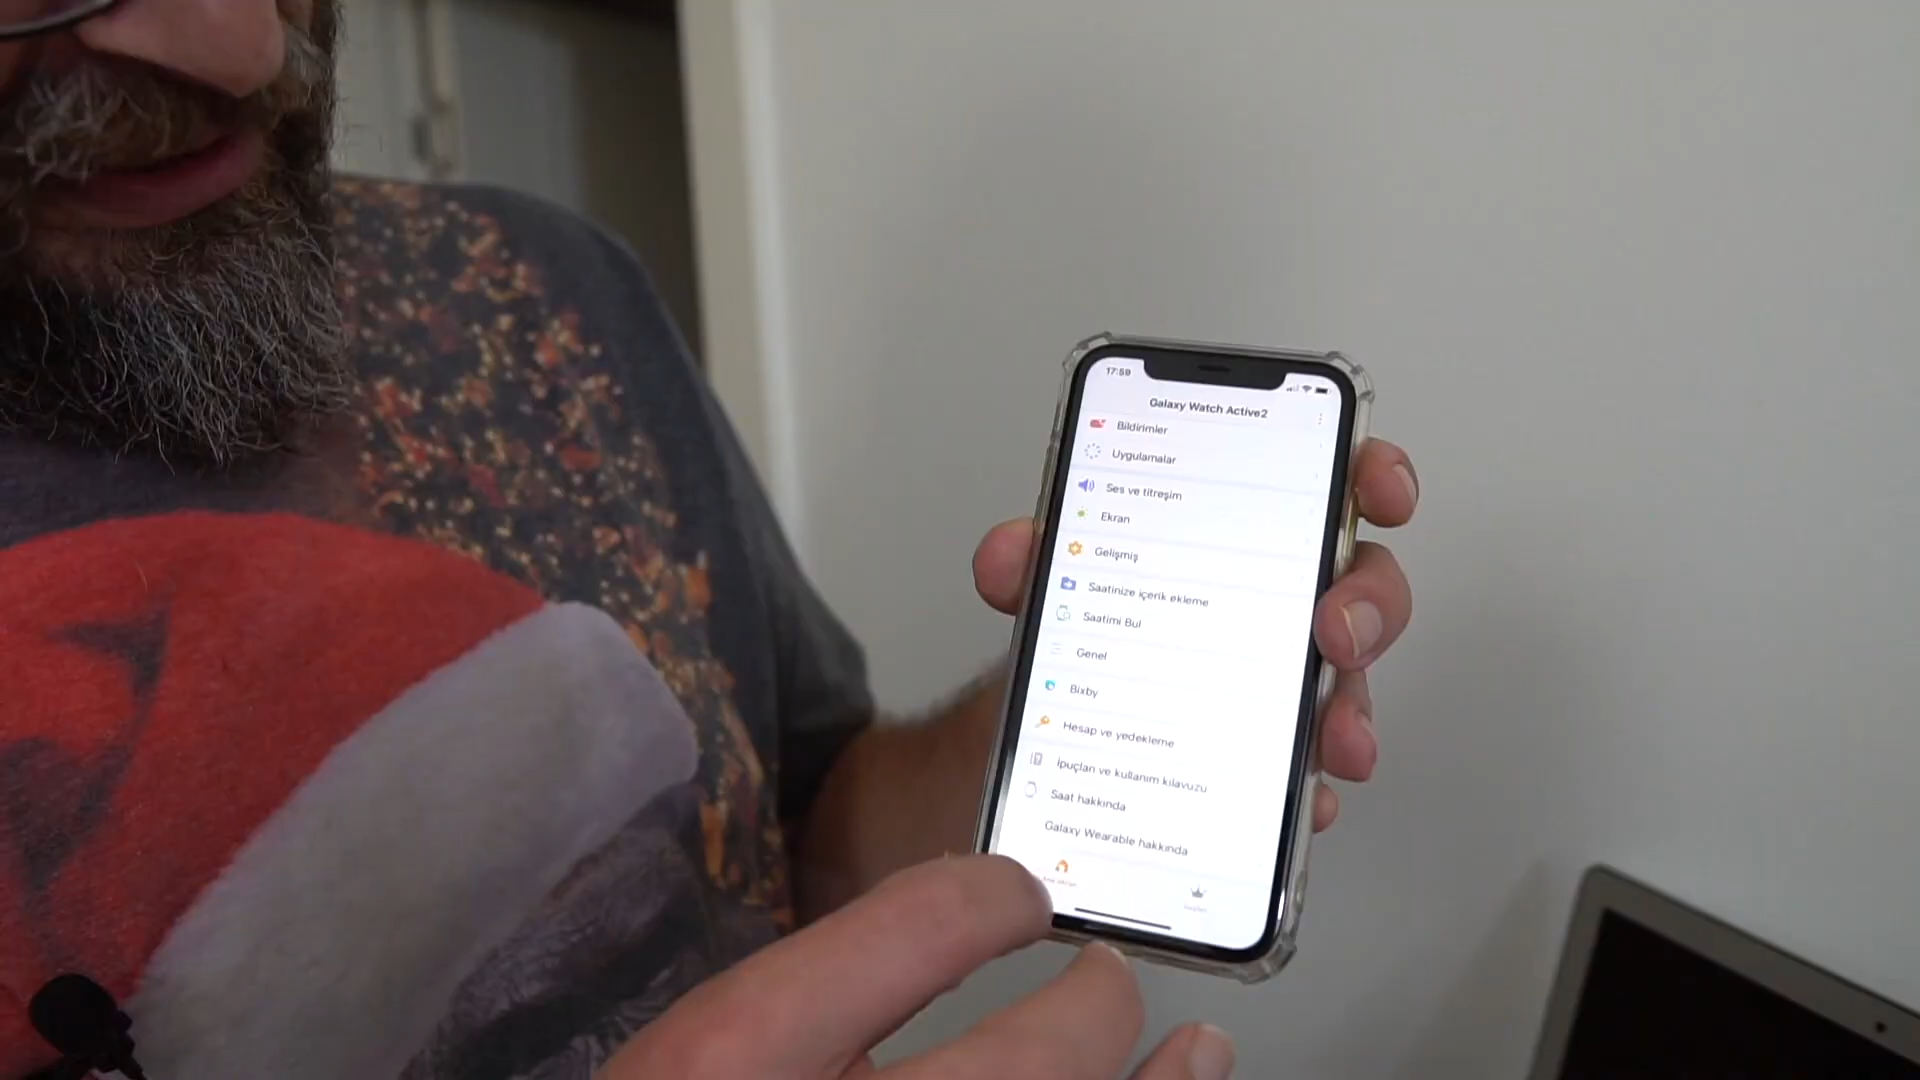 17:59
Galaxy Watch Active2
Bildirimler
Uygulamalar
Ses ve titreşim
Ekran
Gelişmiş
Saatinize içerik ekleme
Saatimi Bul
Genel
Bixby
Hesap ve yedekleme
İpuçları ve kullanım kılavuzu
Saat hakkında
Galaxy Wearable hakkında